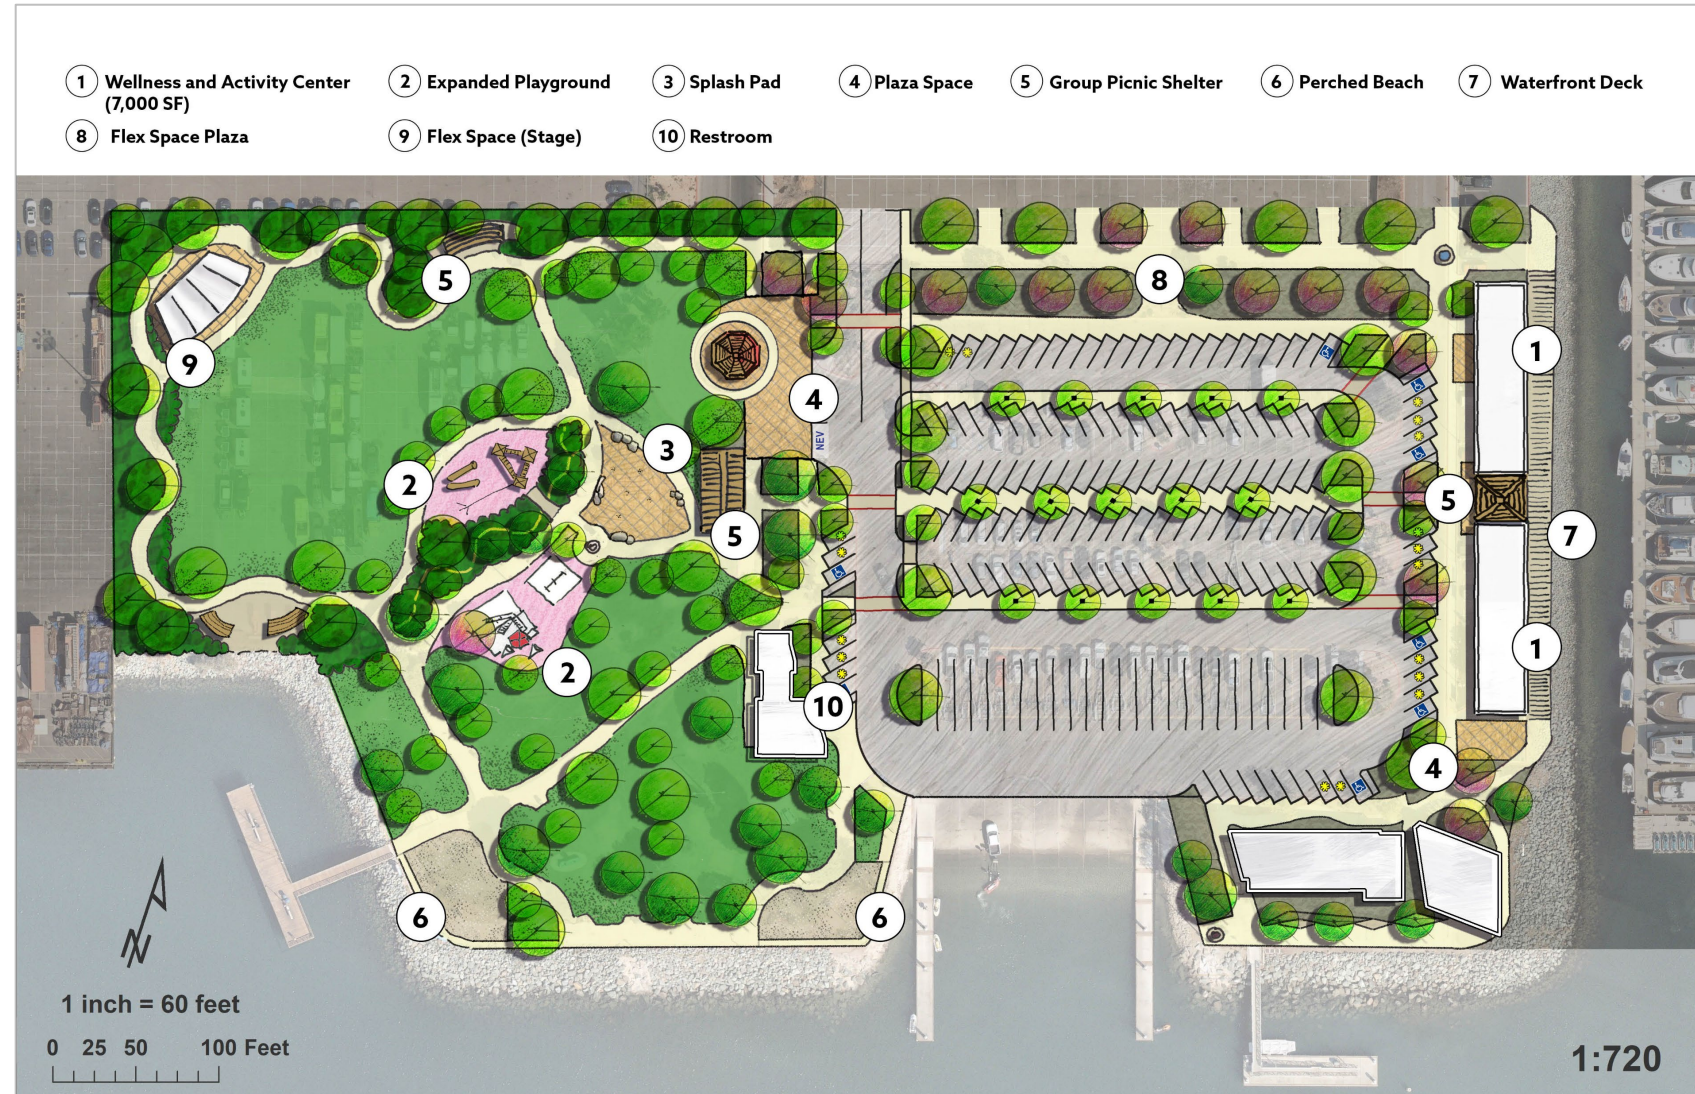 1 Wellness and Activity Center 2 Expanded Playground 3 Splash Pad 4 Plaza Space 5 Group Picnic Shelter 6 Perched Beach 7 Waterfront Deck
(7,000 SF)
8 Flex Space Plaza 9 Flex Space (Stage) 10 Restroom
5
8
9
1
4
NEV
3
2
5
5
7
2
1
10
4
6
6
N
1 inch = 60 feet
0 25 50 100 Feet
1:720